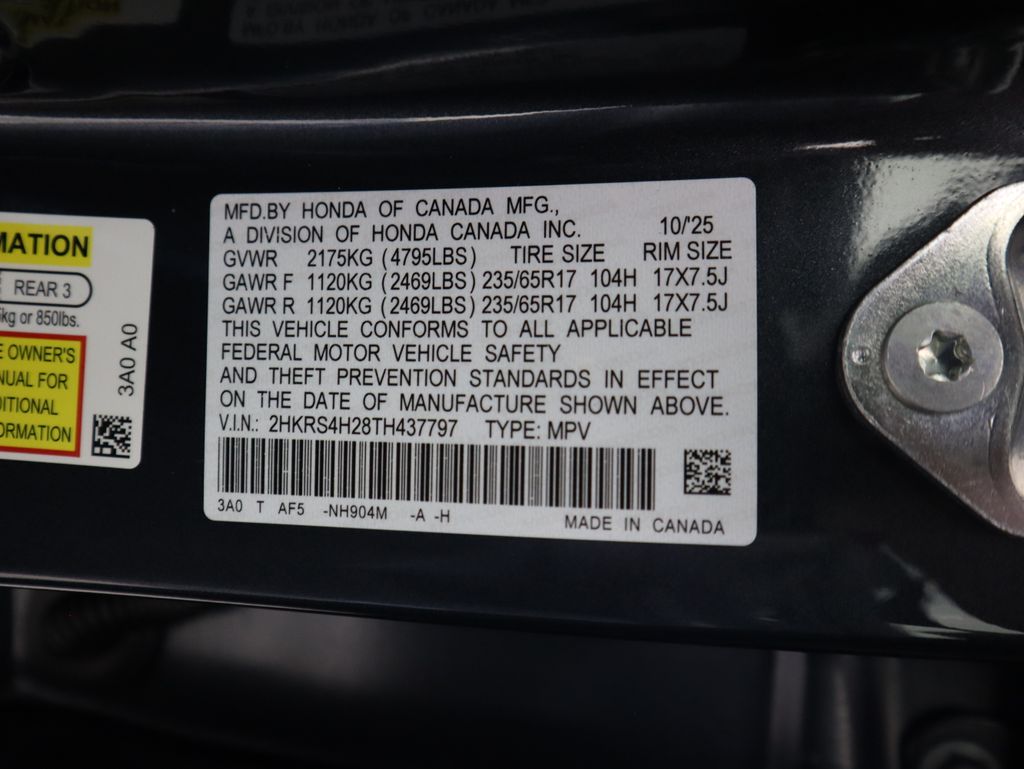 MATION
REAR 3
kg or 850lbs.
E OWNER'S
NUAL FOR
DITIONAL
ORMATION
3A0 A0
MFD.BY HONDA OF CANADA MFG.,
A DIVISION OF HONDA CANADA INC. 10/'25
GVWR 2175KG (4795LBS) TIRE SIZE RIM SIZE
GAWR F 1120KG (2469LBS) 235/65R17 104H 17X7.5J
GAWR R 1120KG (2469LBS) 235/65R17 104H 17X7.5J
THIS VEHICLE CONFORMS TO ALL APPLICABLE
FEDERAL MOTOR VEHICLE SAFETY
AND THEFT PREVENTION STANDARDS IN EFFECT
ON THE DATE OF MANUFACTURE SHOWN ABOVE.
V.I.N.: 2HKRS4H28TH437797 TYPE: MPV
3A0 T AF5 -NH904M -A -H
MADE IN CANADA